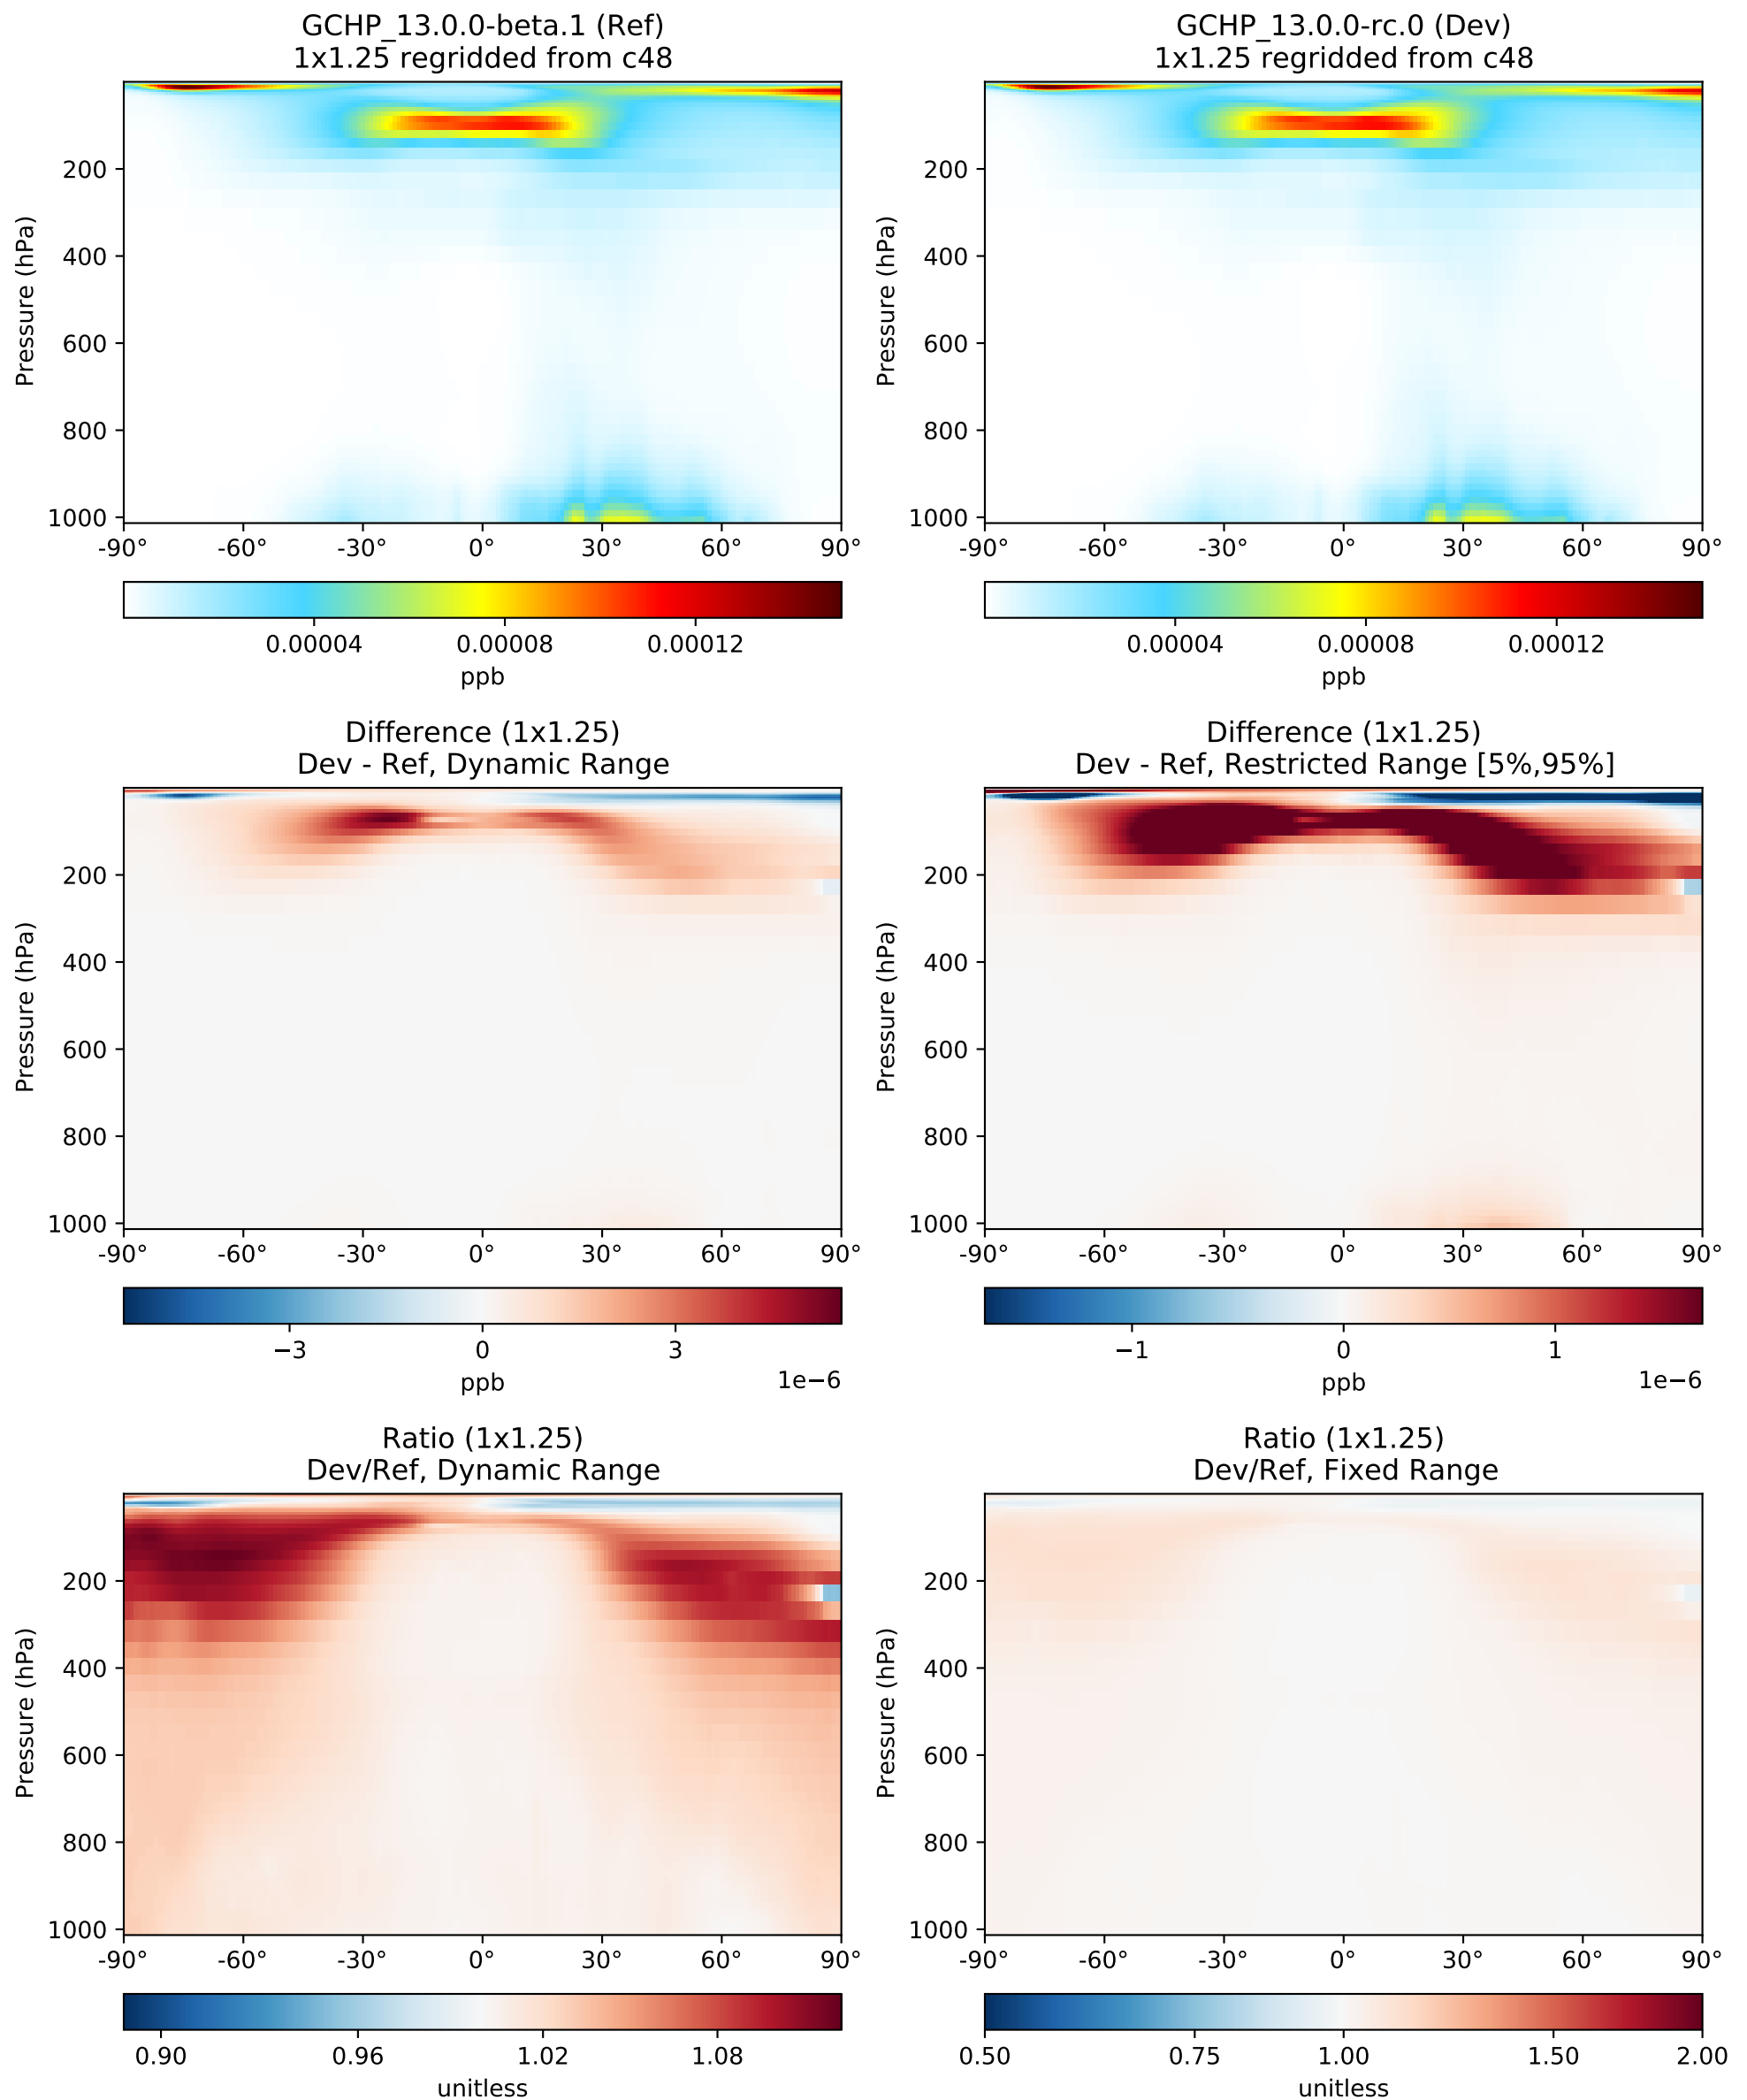 GCHP_13.0.0-beta.1 (Ref)
1x1.25 regridded from c48
Pressure (hPa)
200
400
600
800
1000
-90° -60° -30° 0° 30° 60° 90°
0.00004 0.00008 0.00012
ppb
GCHP_13.0.0-rc.0 (Dev)
1x1.25 regridded from c48
Pressure (hPa)
200
400
600
800
1000
-90° -60° -30° 0° 30° 60° 90°
0.00004 0.00008 0.00012
ppb
Difference (1x1.25)
Dev - Ref, Dynamic Range
Pressure (hPa)
200
400
600
800
1000
-90° -60° -30° 0° 30° 60° 90°
−3 0 3
ppb 1e−6
Difference (1x1.25)
Dev - Ref, Restricted Range [5%,95%]
Pressure (hPa)
200
400
600
800
1000
-90° -60° -30° 0° 30° 60° 90°
−1 0 1
ppb 1e−6
Ratio (1x1.25)
Dev/Ref, Dynamic Range
Pressure (hPa)
200
400
600
800
1000
-90° -60° -30° 0° 30° 60° 90°
0.90 0.96 1.02 1.08
unitless
Ratio (1x1.25)
Dev/Ref, Fixed Range
Pressure (hPa)
200
400
600
800
1000
-90° -60° -30° 0° 30° 60° 90°
0.50 0.75 1.00 1.50 2.00
unitless